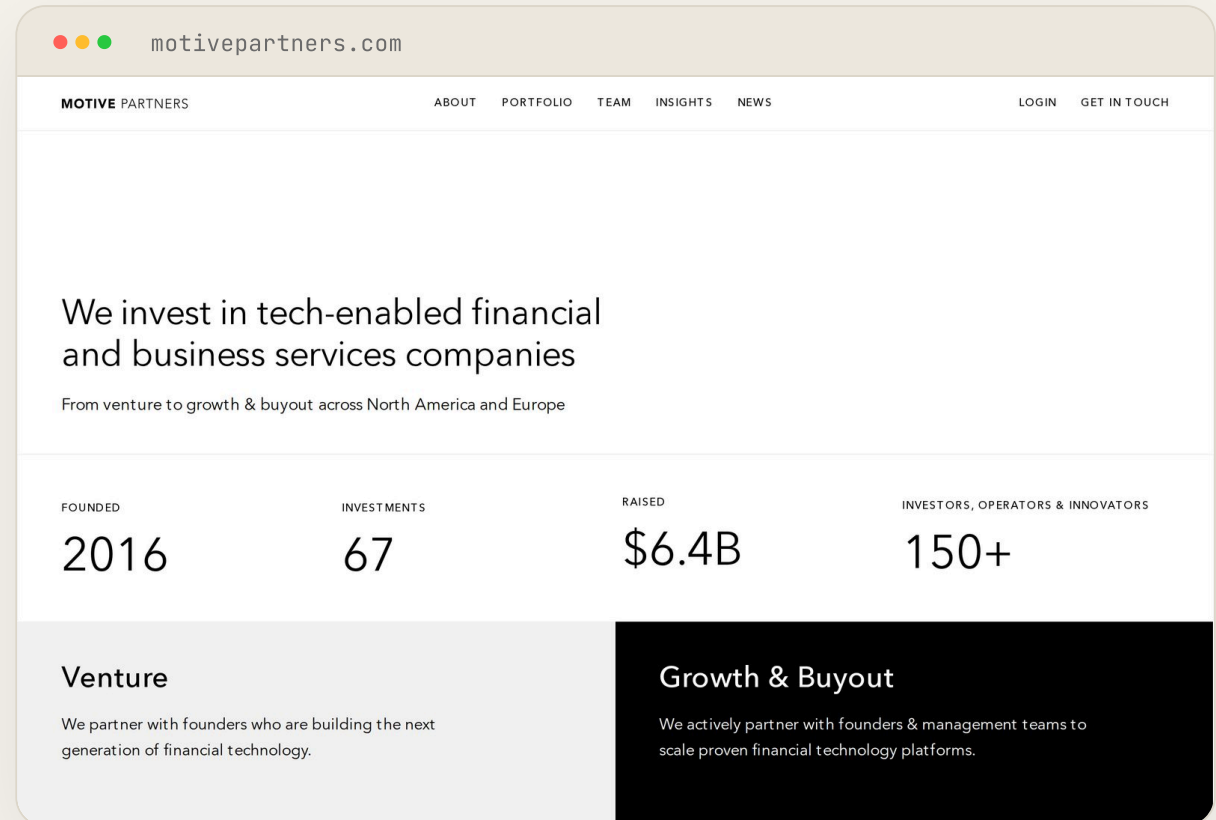 motivepartners.com
MOTIVE PARTNERS
ABOUT PORTFOLIO TEAM INSIGHTS NEWS
LOGIN GET IN TOUCH
We invest in tech-enabled financial
and business services companies
From venture to growth & buyout across North America and Europe
FOUNDED
2016
INVESTMENTS
67
RAISED
$6.4B
INVESTORS, OPERATORS & INNOVATORS
150+
Venture
We partner with founders who are building the next
generation of financial technology.
Growth & Buyout
We actively partner with founders & management teams to
scale proven financial technology platforms.